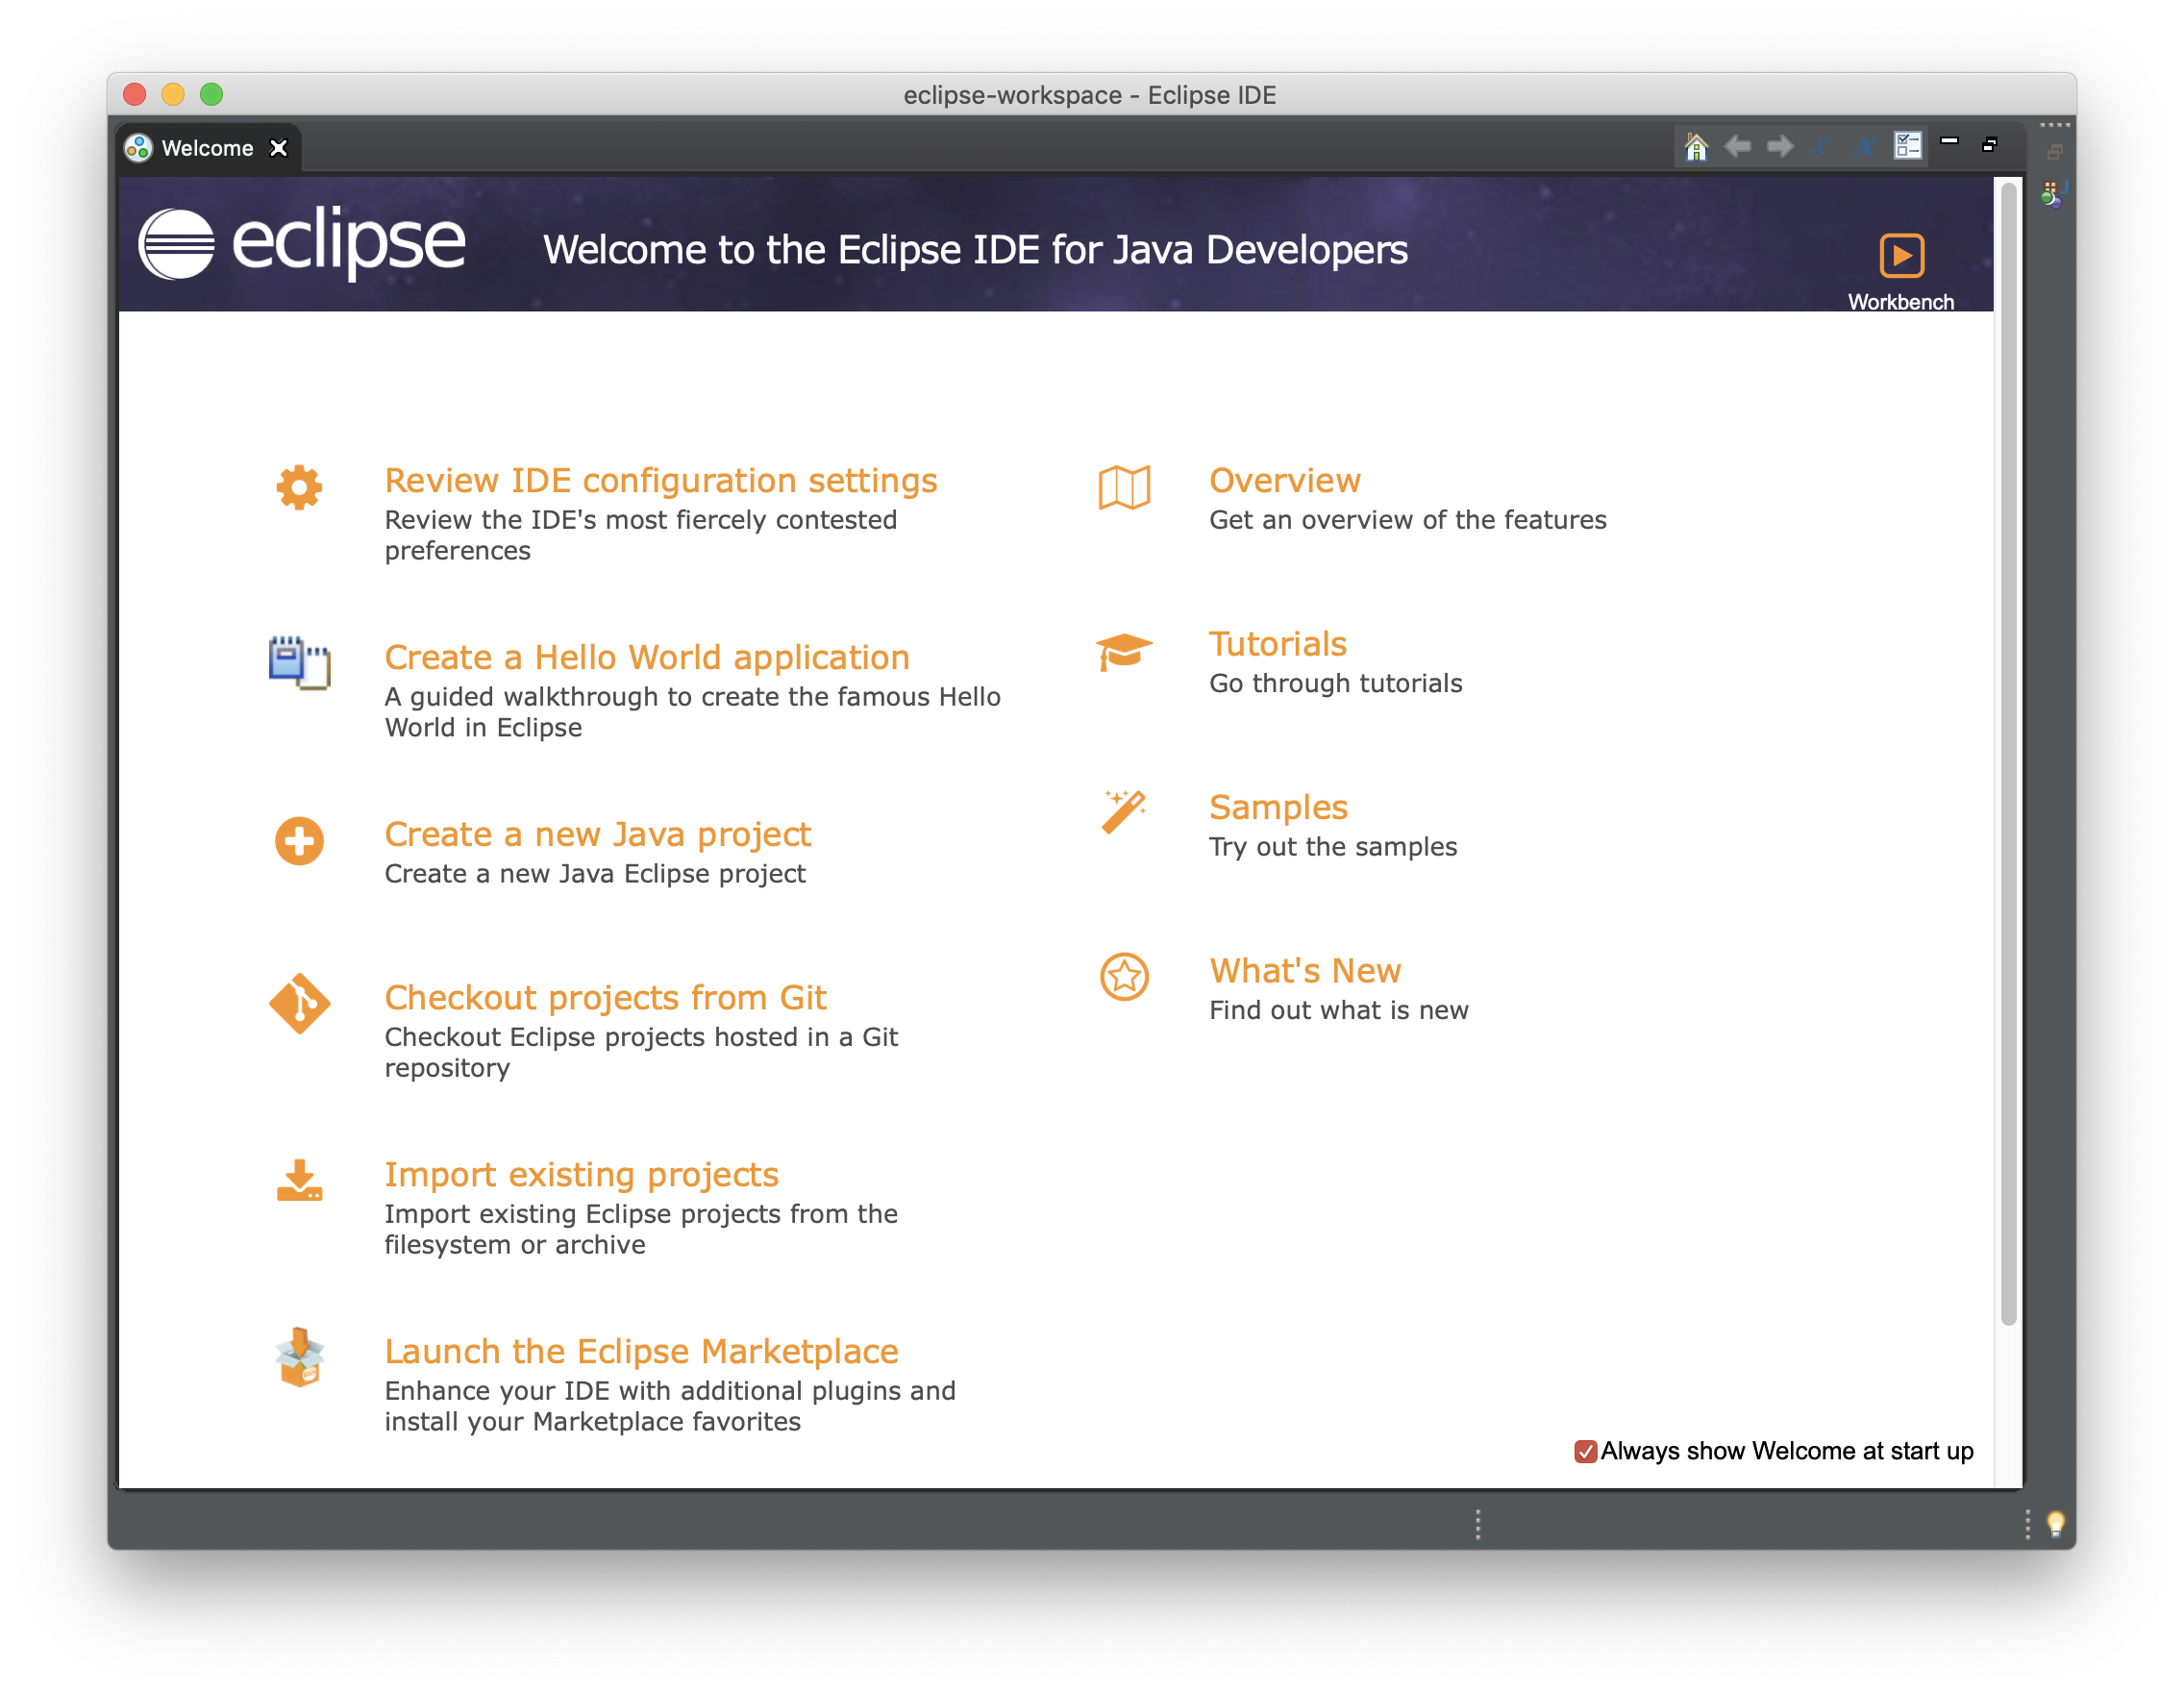 eclipse-workspace - Eclipse IDE
Welcome
eclipse
Welcome to the Eclipse IDE for Java Developers
Workbench
Review IDE configuration settings
Review the IDE's most fiercely contested
preferences
Create a Hello World application
A guided walkthrough to create the famous Hello
World in Eclipse
Create a new Java project
Create a new Java Eclipse project
Checkout projects from Git
Checkout Eclipse projects hosted in a Git
repository
Import existing projects
Import existing Eclipse projects from the
filesystem or archive
Launch the Eclipse Marketplace
Enhance your IDE with additional plugins and
install your Marketplace favorites
Overview
Get an overview of the features
Tutorials
Go through tutorials
Samples
Try out the samples
What's New
Find out what is new
Always show Welcome at start up